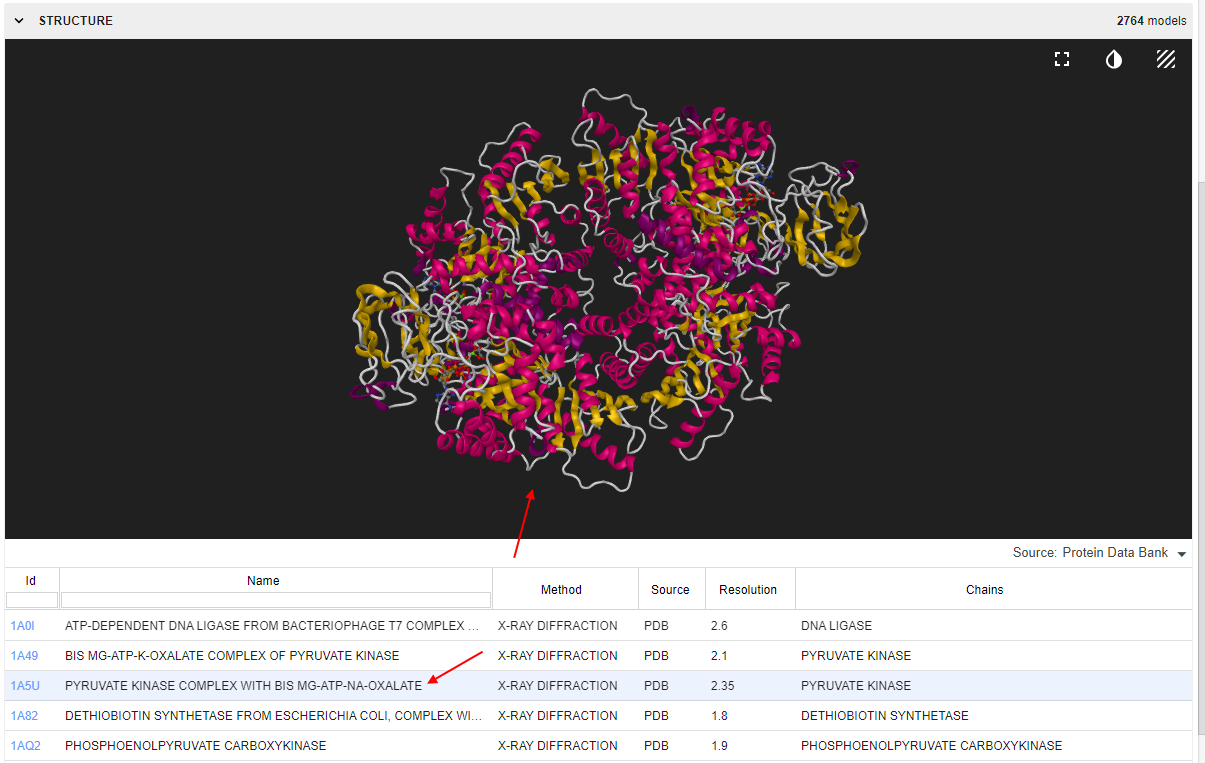 STRUCTURE 2764 models
Source: Protein Data Bank
Id Name Method Source Resolution Chains
1A0I ATP-DEPENDENT DNA LIGASE FROM BACTERIOPHAGE T7 COMPLEX ... X-RAY DIFFRACTION PDB 2.6 DNA LIGASE
1A49 BIS MG-ATP-K-OXALATE COMPLEX OF PYRUVATE KINASE X-RAY DIFFRACTION PDB 2.1 PYRUVATE KINASE
1A5U PYRUVATE KINASE COMPLEX WITH BIS MG-ATP-NA-OXALATE X-RAY DIFFRACTION PDB 2.35 PYRUVATE KINASE
1A82 DETHIOBIOTIN SYNTHETASE FROM ESCHERICHIA COLI, COMPLEX WI... X-RAY DIFFRACTION PDB 1.8 DETHIOBIOTIN SYNTHETASE
1AQ2 PHOSPHOENOLPYRUVATE CARBOXYKINASE X-RAY DIFFRACTION PDB 1.9 PHOSPHOENOLPYRUVATE CARBOXYKINASE